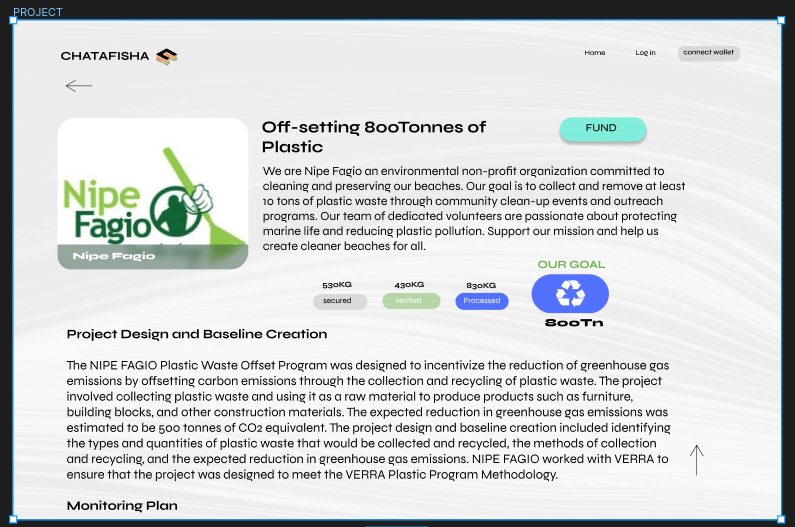 PROJECT
CHATAFISHA
Home
Log in
connect wallet
Off-setting 800Tonnes of
Plastic
FUND
We are Nipe Fagio an environmental non-profit organization committed to
cleaning and preserving our beaches. Our goal is to collect and remove at least
10 tons of plastic waste through community clean-up events and outreach
programs. Our team of dedicated volunteers are passionate about protecting
marine life and reducing plastic pollution. Support our mission and help us
create cleaner beaches for all.
Nipe
Fagio
Nipe Fagio
OUR GOAL
530KG
430KG
830KG
secured
verified
Processed
800Tn
Project Design and Baseline Creation
The NIPE FAGIO Plastic Waste Offset Program was designed to incentivize the reduction of greenhouse gas
emissions by offsetting carbon emissions through the collection and recycling of plastic waste. The project
involved collecting plastic waste and using it as a raw material to produce products such as furniture,
building blocks, and other construction materials. The expected reduction in greenhouse gas emissions was
estimated to be 500 tonnes of CO2 equivalent. The project design and baseline creation included identifying
the types and quantities of plastic waste that would be collected and recycled, the methods of collection
and recycling, and the expected reduction in greenhouse gas emissions. NIPE FAGIO worked with VERRA to
ensure that the project was designed to meet the VERRA Plastic Program Methodology.
Monitoring Plan